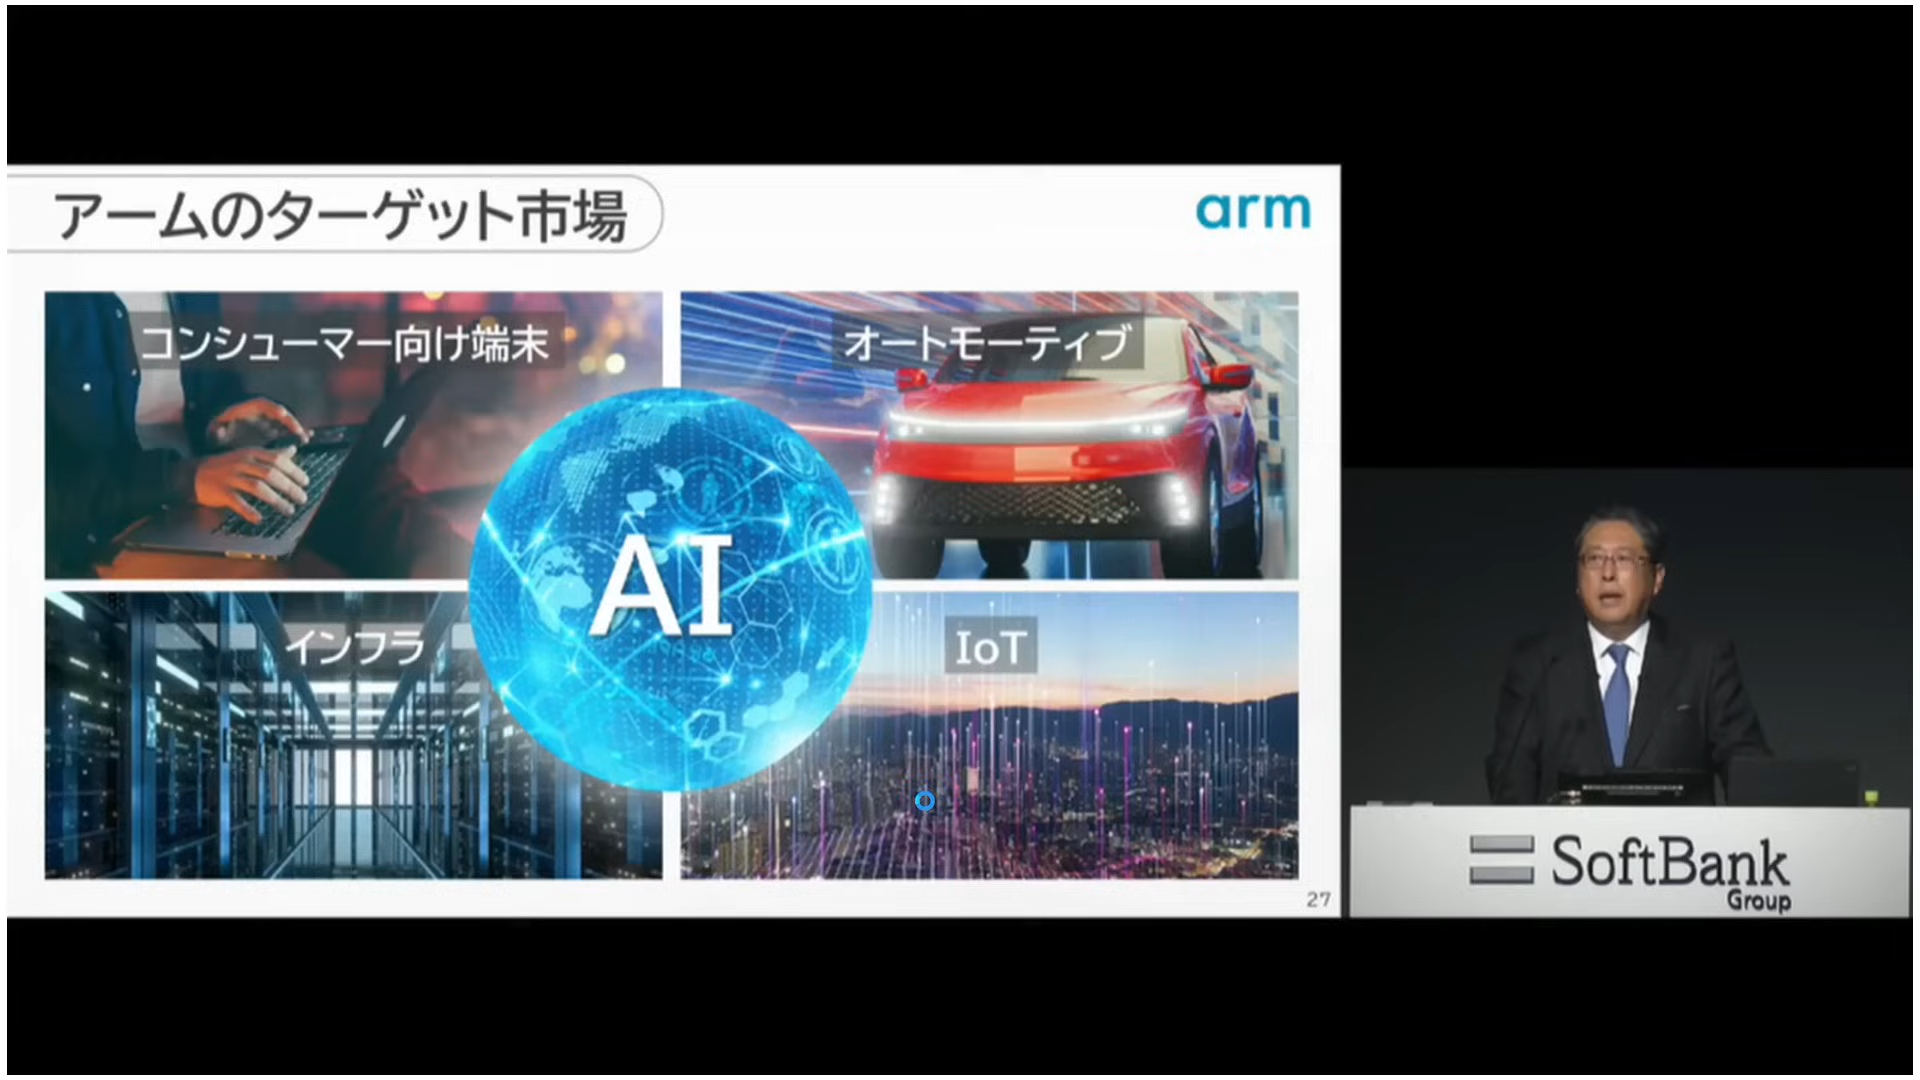 アームのターゲット市場
arm
コンシューマー向け端末
オートモーティブ
AI
インフラ
IoT
27
SoftBank
Group